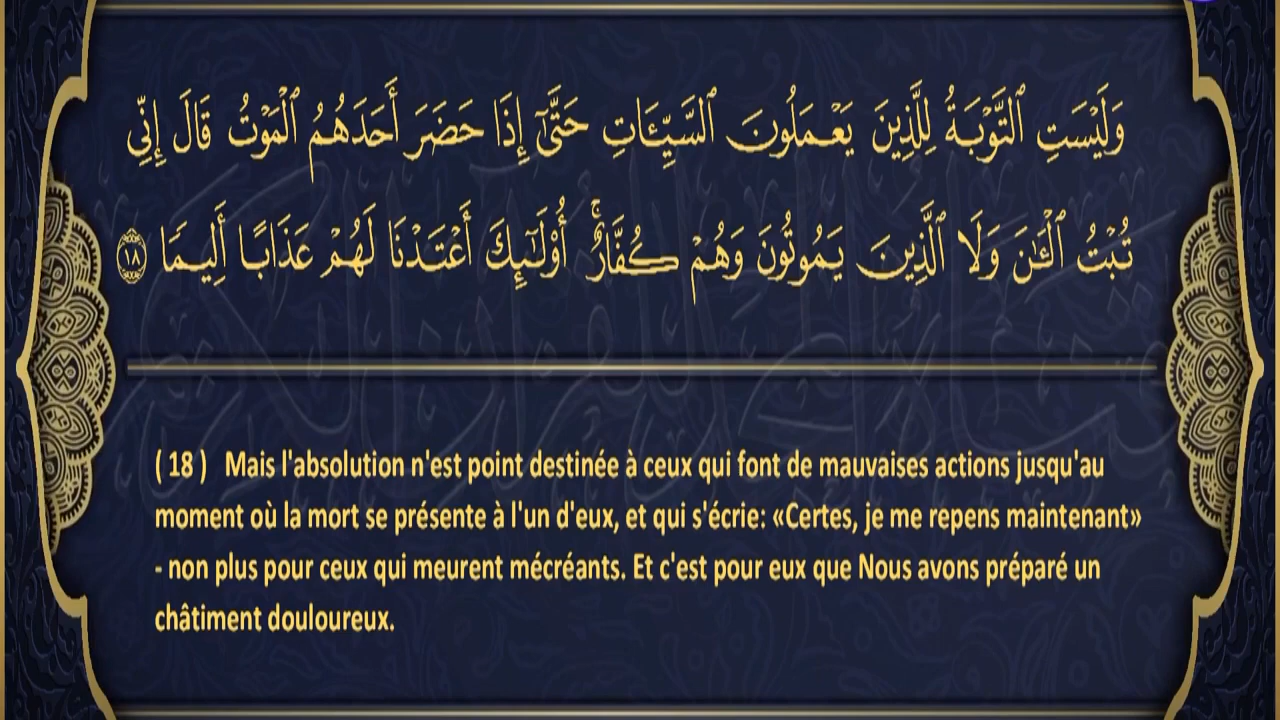 وَلَيْسَتِ ٱلتَّوْبَةُ لِلَّذِينَ يَعْمَلُونَ ٱلسَّيِّـَٔاتِ حَتَّىٰٓ إِذَا حَضَرَ أَحَدَهُمُ ٱلْمَوْتُ قَالَ إِنِّى
تُبْتُ ٱلْـَٰٔنَ وَلَا ٱلَّذِينَ يَمُوتُونَ وَهُمْ كُفَّارٌ ۚ أُو۟لَـٰٓئِكَ أَعْتَدْنَا لَهُمْ عَذَابًا أَلِيمًا ١٨
( 18 ) Mais l'absolution n'est point destinée à ceux qui font de mauvaises actions jusqu'au
moment où la mort se présente à l'un d'eux, et qui s'écrie: «Certes, je me repens maintenant»
- non plus pour ceux qui meurent mécréants. Et c'est pour eux que Nous avons préparé un
châtiment douloureux.